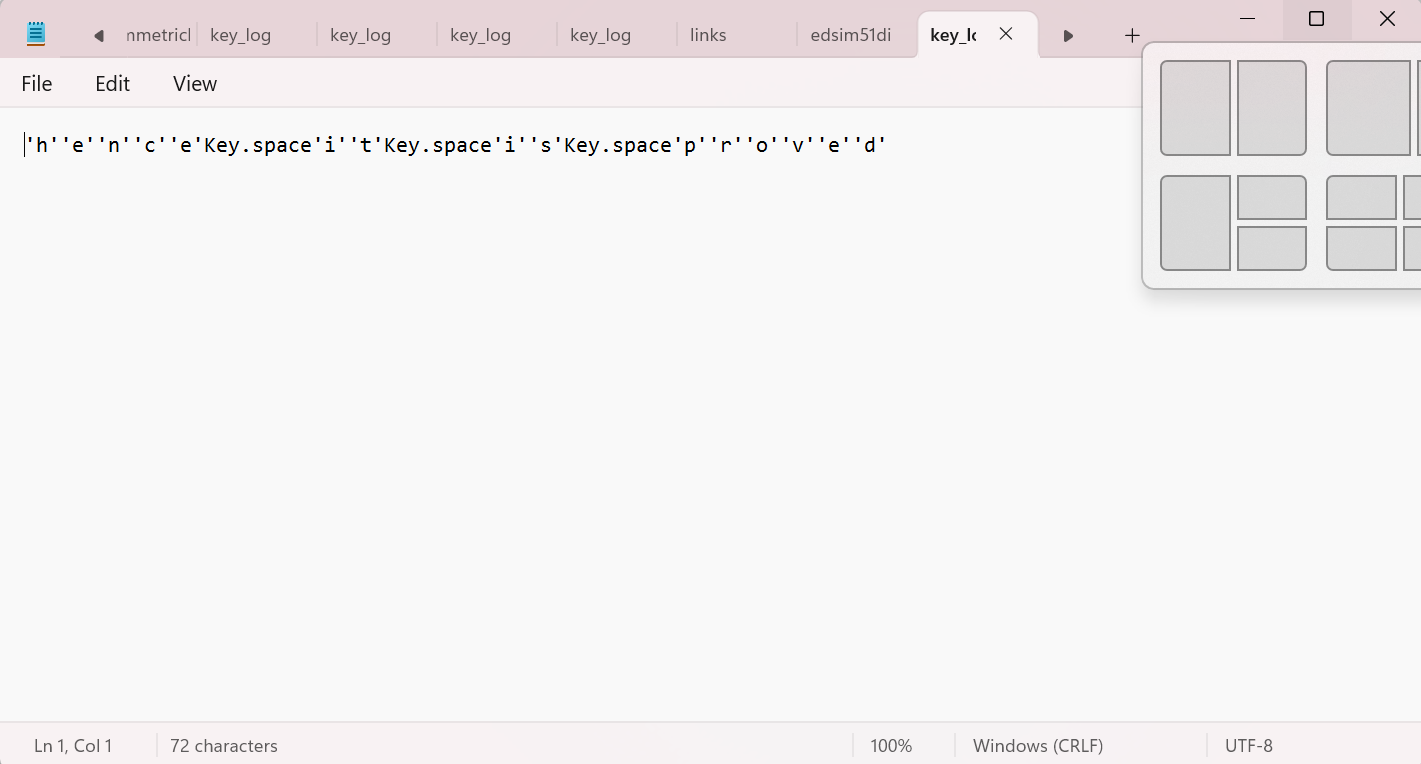 nmetricl key_log key_log key_log key_log links edsim51di key_lo
File Edit View
'h''e''n''c''e'Key.space'i''t'Key.space'i''s'Key.space'p''r''o''v''e''d'
Ln 1, Col 1 72 characters 100% Windows (CRLF) UTF-8